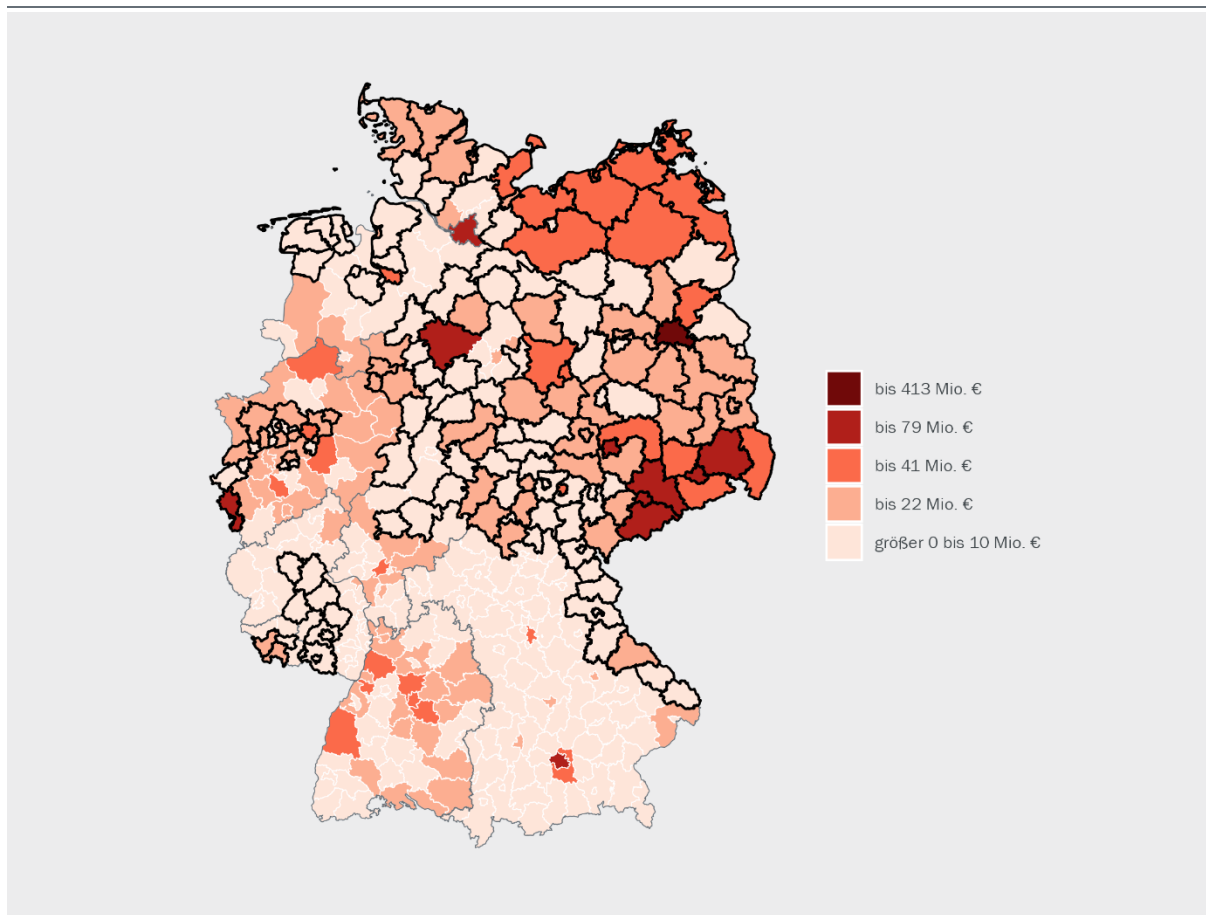 bis 413 Mio. €
bis 79 Mio. €
bis 41 Mio. €
bis 22 Mio. €
größer 0 bis 10 Mio. €